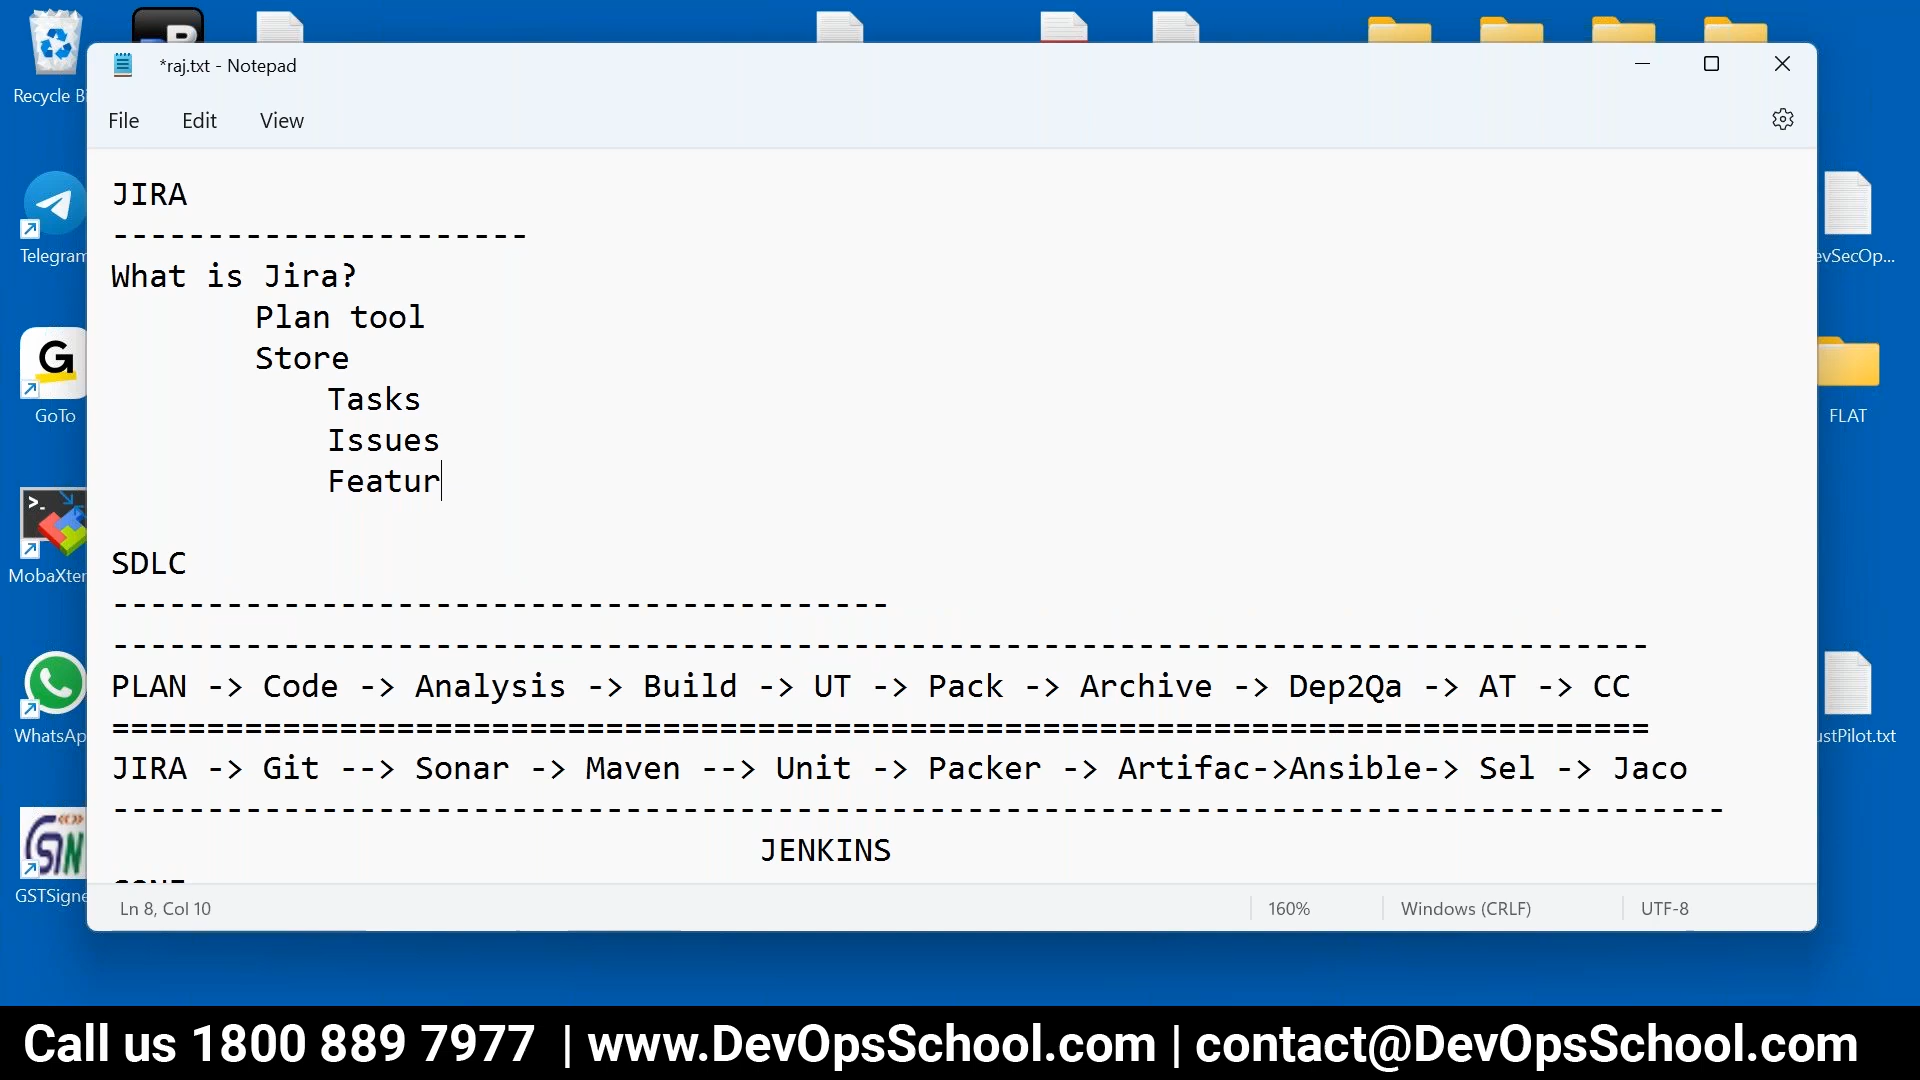 *raj.txt - Notepad
File Edit View
Recycle Bi
Telegram
GoTo
MobaXter
WhatsAp
GSTSigne
JIRA
----------------------
What is Jira?
Plan tool
Store
Tasks
Issues
Featur
SDLC
-----------------------------------------
---------------------------------------------------------------------------------
PLAN -> Code -> Analysis -> Build -> UT -> Pack -> Archive -> Dep2Qa -> AT -> CC
=================================================================================
JIRA -> Git --> Sonar -> Maven --> Unit -> Packer -> Artifac->Ansible-> Sel -> Jaco
-------------------------------------------------------------------------------------
JENKINS
Ln 8, Col 10
160%
Windows (CRLF)
UTF-8
evSecOp...
FLAT
ustPilot.txt
Call us 1800 889 7977 | www.DevOpsSchool.com | contact@DevOpsSchool.com